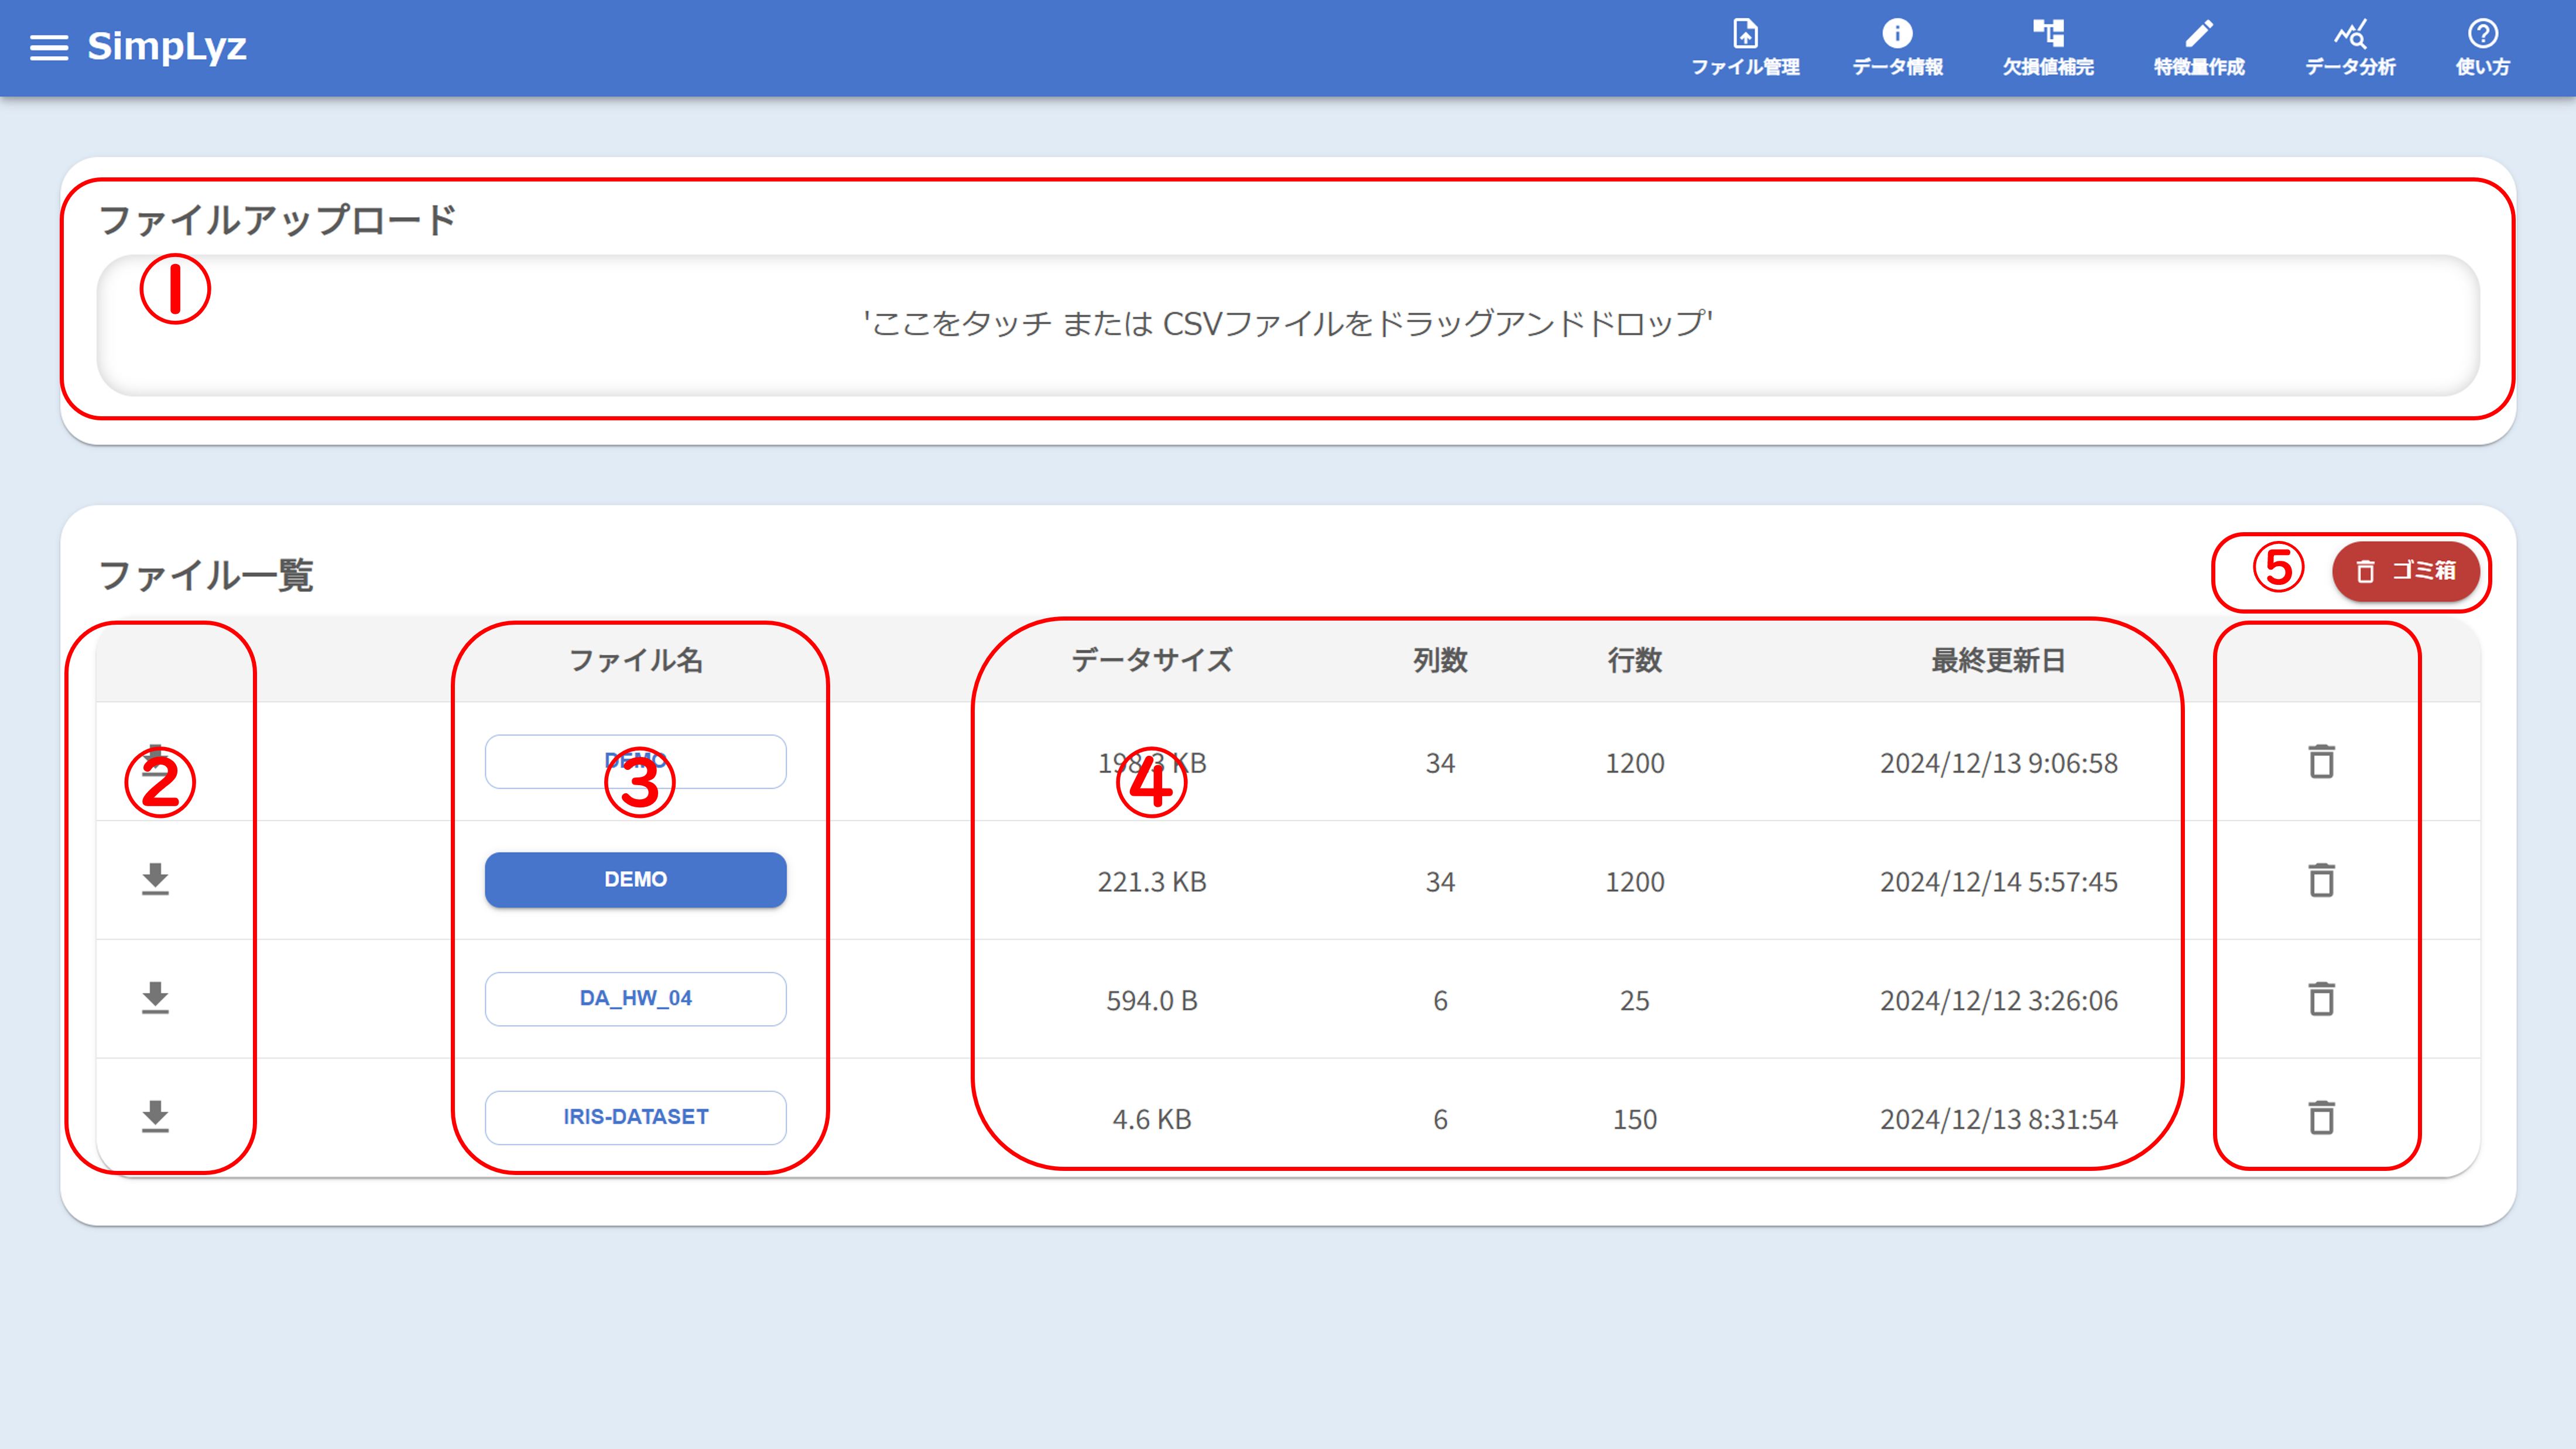 SimpLyz
ファイル管理
データ情報
欠損値補完
特徴量作成
データ分析
使い方
ファイルアップロード
①
'ここをタッチ または CSVファイルをドラッグアンドドロップ'
ファイル一覧
⑤ ゴミ箱
ファイル名 データサイズ 列数 行数 最終更新日
② DEMO ③ 198.3 KB ④ 34 1200 2024/12/13 9:06:58
DEMO 221.3 KB 34 1200 2024/12/14 5:57:45
DA_HW_04 594.0 B 6 25 2024/12/12 3:26:06
IRIS-DATASET 4.6 KB 6 150 2024/12/13 8:31:54